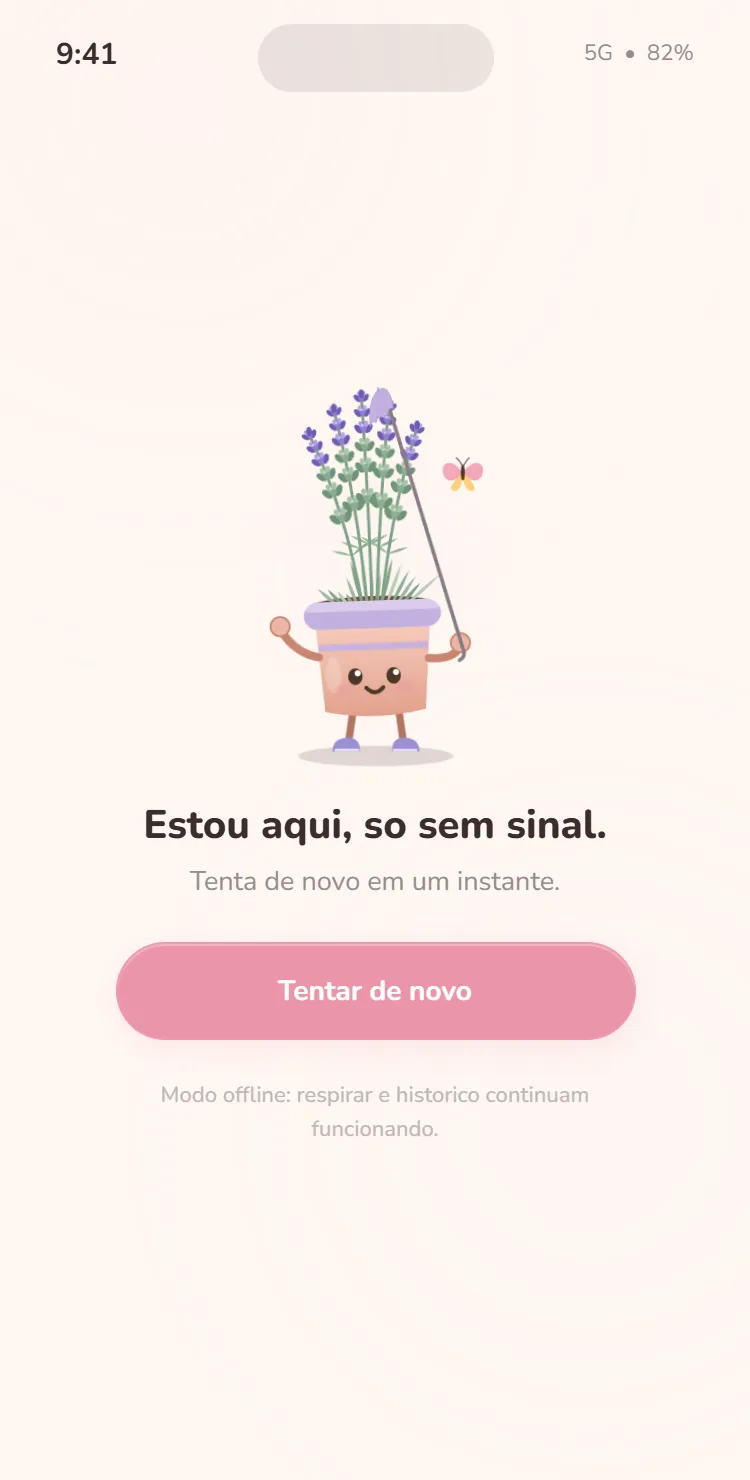 9:41
5G • 82%
Estou aqui, so sem sinal.
Tenta de novo em um instante.
Tentar de novo
Modo offline: respirar e historico continuam
funcionando.